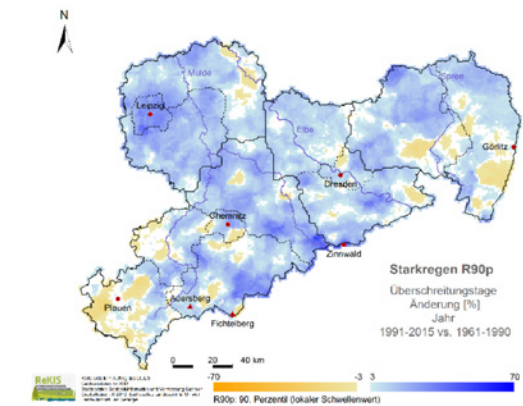 N
Mulde
Spree
Leipzig
Elbe
Görlitz
Dresden
Chemnitz
Zinnwald
Starkregen R90p
Überschreitungstage
Änderung [%]
Jahr
1991-2015 vs. 1961-1990
Plauen
Fichtelberg
0 20 40 km
ReKIS
-70 -3 3 70
R90p: 90. Perzentil (lokaler Schwellenwert)